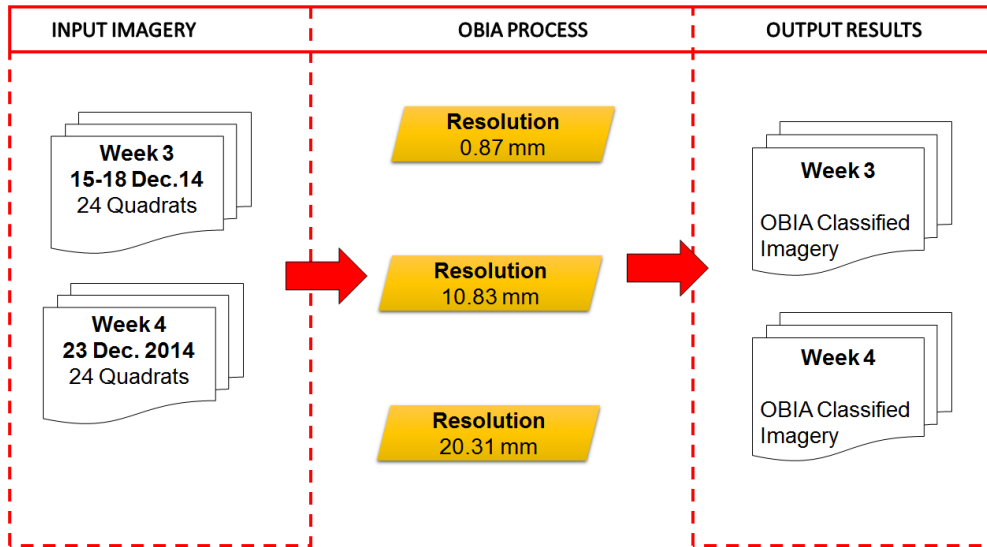 INPUT IMAGERY
OBIA PROCESS
OUTPUT RESULTS
Week 3
15-18 Dec.14
24 Quadrats
Week 4
23 Dec. 2014
24 Quadrats
Resolution
0.87 mm
Resolution
10.83 mm
Resolution
20.31 mm
Week 3
OBIA Classified
Imagery
Week 4
OBIA Classified
Imagery